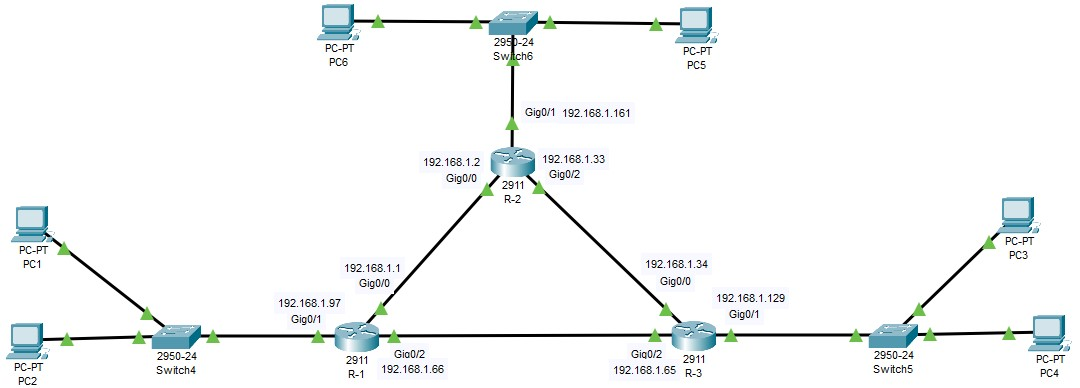 PC-PT
PC6
2950-24
Switch6
PC-PT
PC5
Gig0/1 192.168.1.161
192.168.1.2
Gig0/0
192.168.1.33
Gig0/2
2911
R-2
PC-PT
PC1
PC-PT
PC3
192.168.1.1
Gig0/0
192.168.1.34
Gig0/0
192.168.1.97
Gig0/1
192.168.1.129
Gig0/1
PC-PT
PC2
2950-24
Switch4
2911
R-1
Gig0/2
192.168.1.66
Gig0/2
192.168.1.65
2911
R-3
2950-24
Switch5
PC-PT
PC4